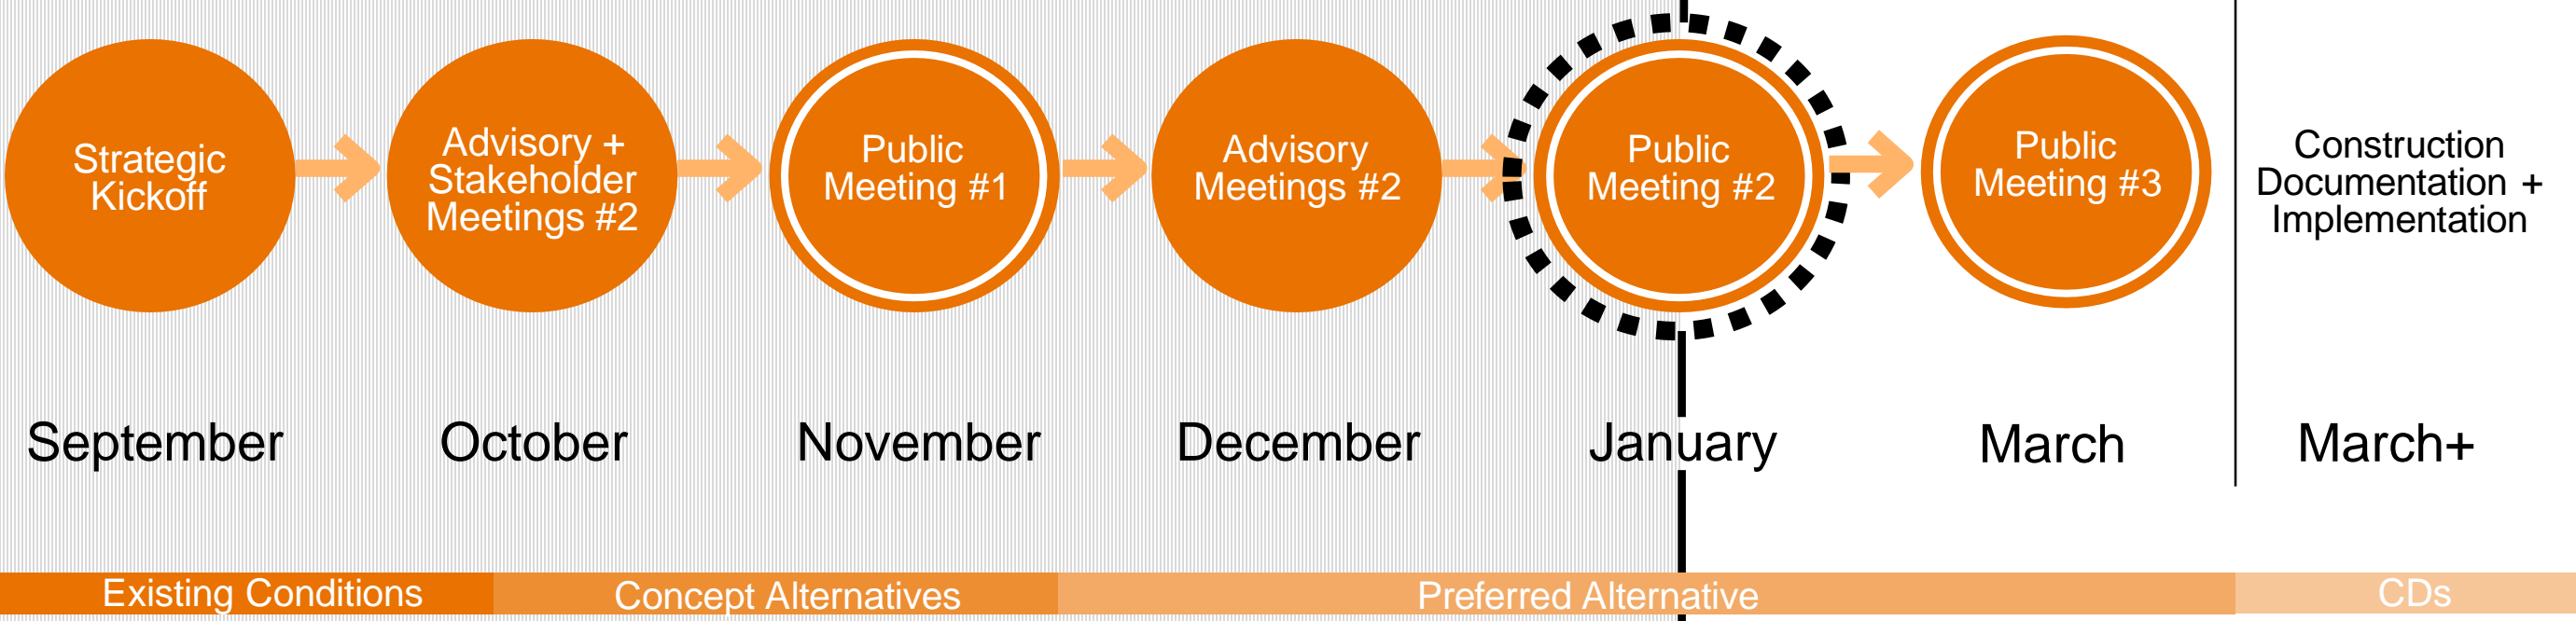 Strategic
Kickoff
Advisory +
Stakeholder
Meetings #2
Public
Meeting #1
Advisory
Meetings #2
Public
Meeting #2
Public
Meeting #3
Construction
Documentation +
Implementation
September
October
November
December
January
March
March+
Existing Conditions
Concept Alternatives
Preferred Alternative
CDs